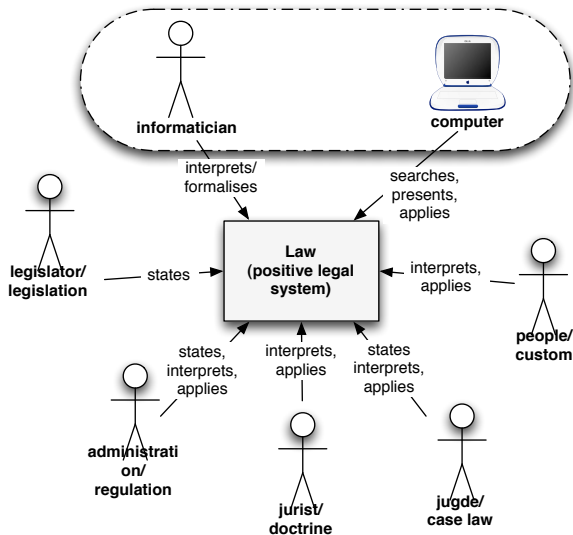 informatician
computer
interprets/
formalises
searches,
presents,
applies
legislator/
legislation
states
Law
(positive legal
system)
interprets,
applies
people/
custom
states,
interprets,
applies
interprets,
applies
states
interprets,
applies
administrati
on/
regulation
jurist/
doctrine
jugde/
case law